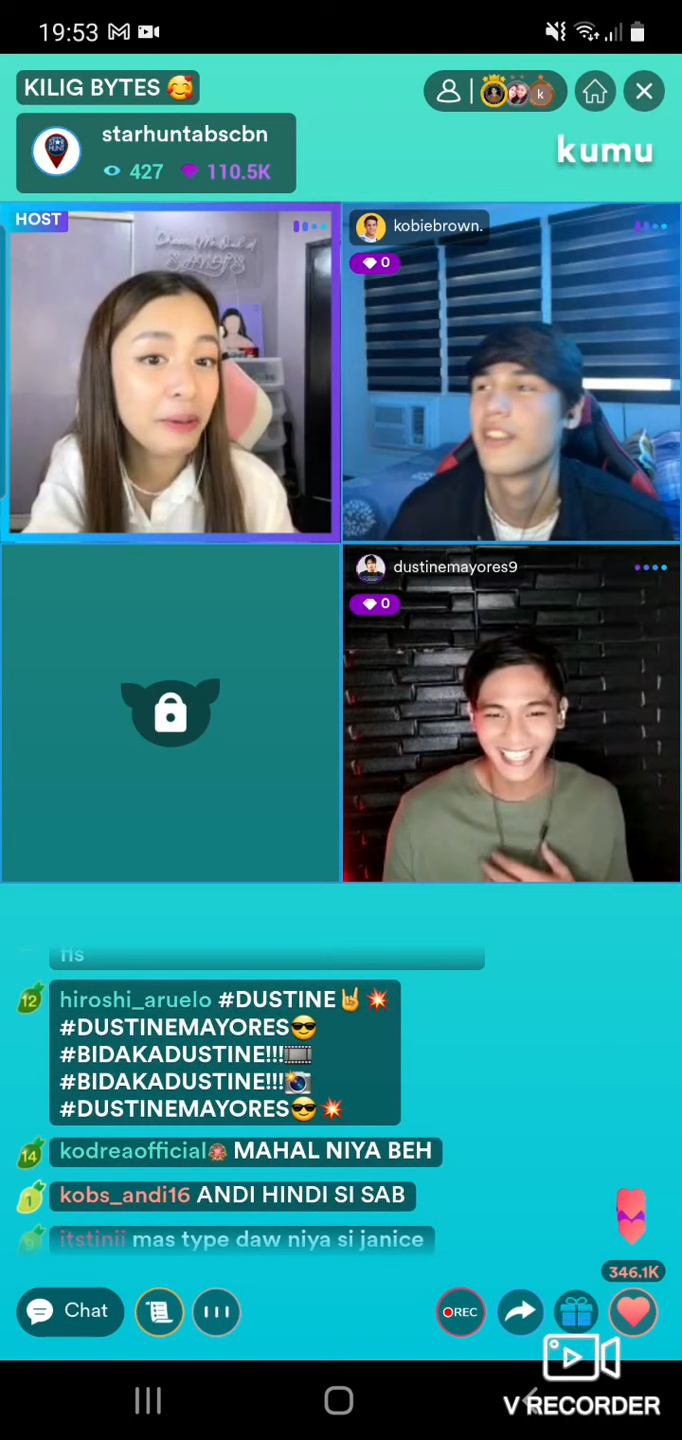 19:53
KILIG BYTES 🥰
starhuntabscbn
427 110.5K
k
kumu
HOST
kobiebrown.
0
dustinemayores9
0
12 hiroshi_aruelo #DUSTINE🤘💥
#DUSTINEMAYORES😎
#BIDAKADUSTINE!!!🎞️
#BIDAKADUSTINE!!!📸
#DUSTINEMAYORES😎💥
14 kodreaofficial MAHAL NIYA BEH
1 kobs_andi16 ANDI HINDI SI SAB
itstinii mas type daw niya si janice
346.1K
Chat
REC
V RECORDER